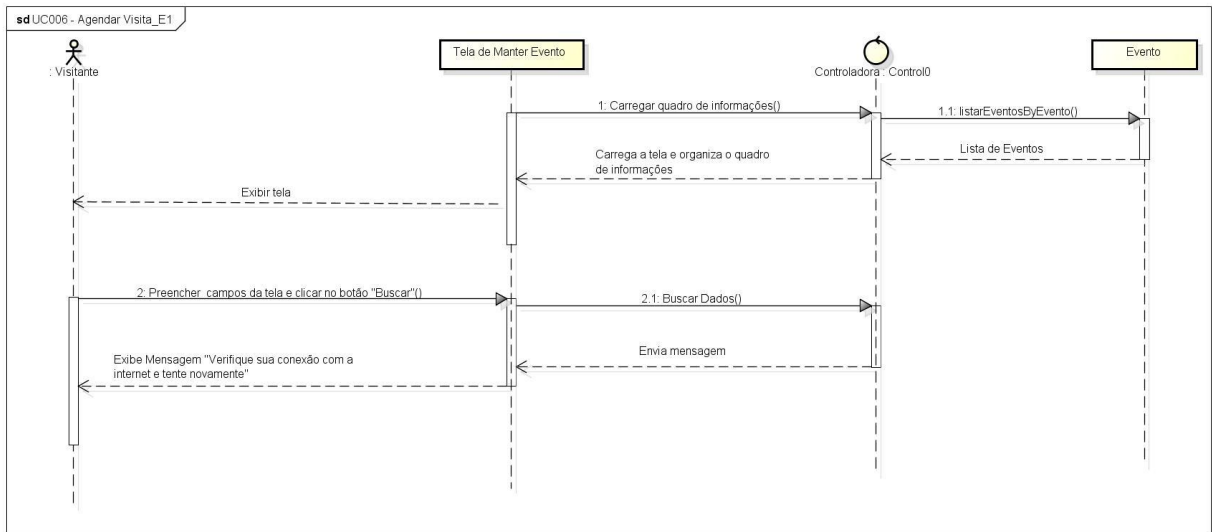 sd UC006 - Agendar Visita_E1
: Visitante
Tela de Manter Evento
Controladora : Control0
Evento
1: Carregar quadro de informações()
1.1: listarEventosByEvento()
Lista de Eventos
Carrega a tela e organiza o quadro
de informações
Exibir tela
2: Preencher campos da tela e clicar no botão "Buscar"()
2.1: Buscar Dados()
Envia mensagem
Exibe Mensagem "Verifique sua conexão com a
internet e tente novamente"